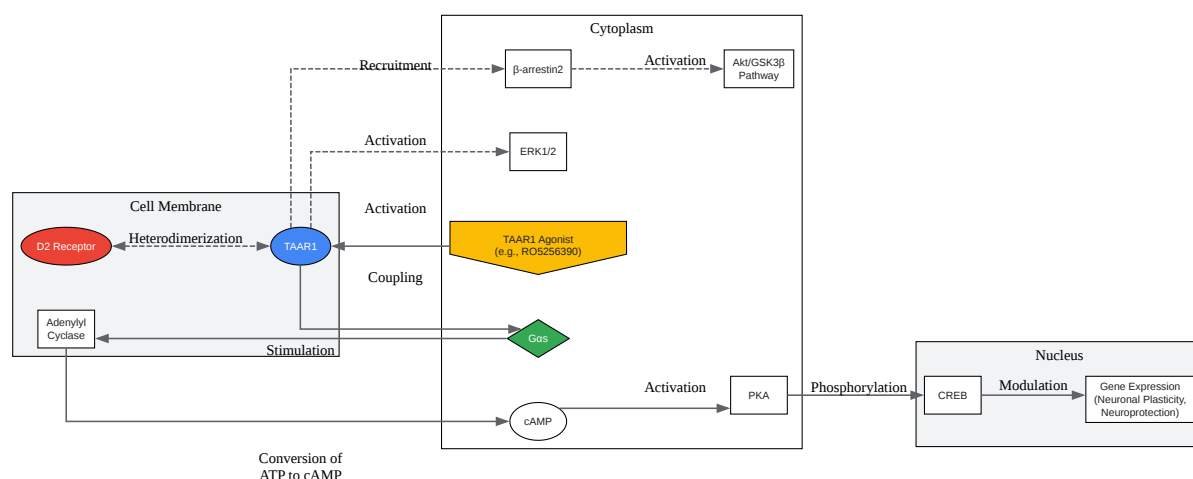 Cytoplasm
Recruitment
β-arrestin2
Activation
Akt/GSK3β
Pathway
Activation
ERK1/2
Cell Membrane
Activation
D2 Receptor
Heterodimerization
TAAR1
TAAR1 Agonist
(e.g., RO5256390)
Coupling
Adenylyl
Cyclase
Stimulation
Gαs
Nucleus
Activation
PKA
Phosphorylation
CREB
Modulation
Gene Expression
(Neuronal Plasticity,
Neuroprotection)
cAMP
Conversion of
ATP to cAMP